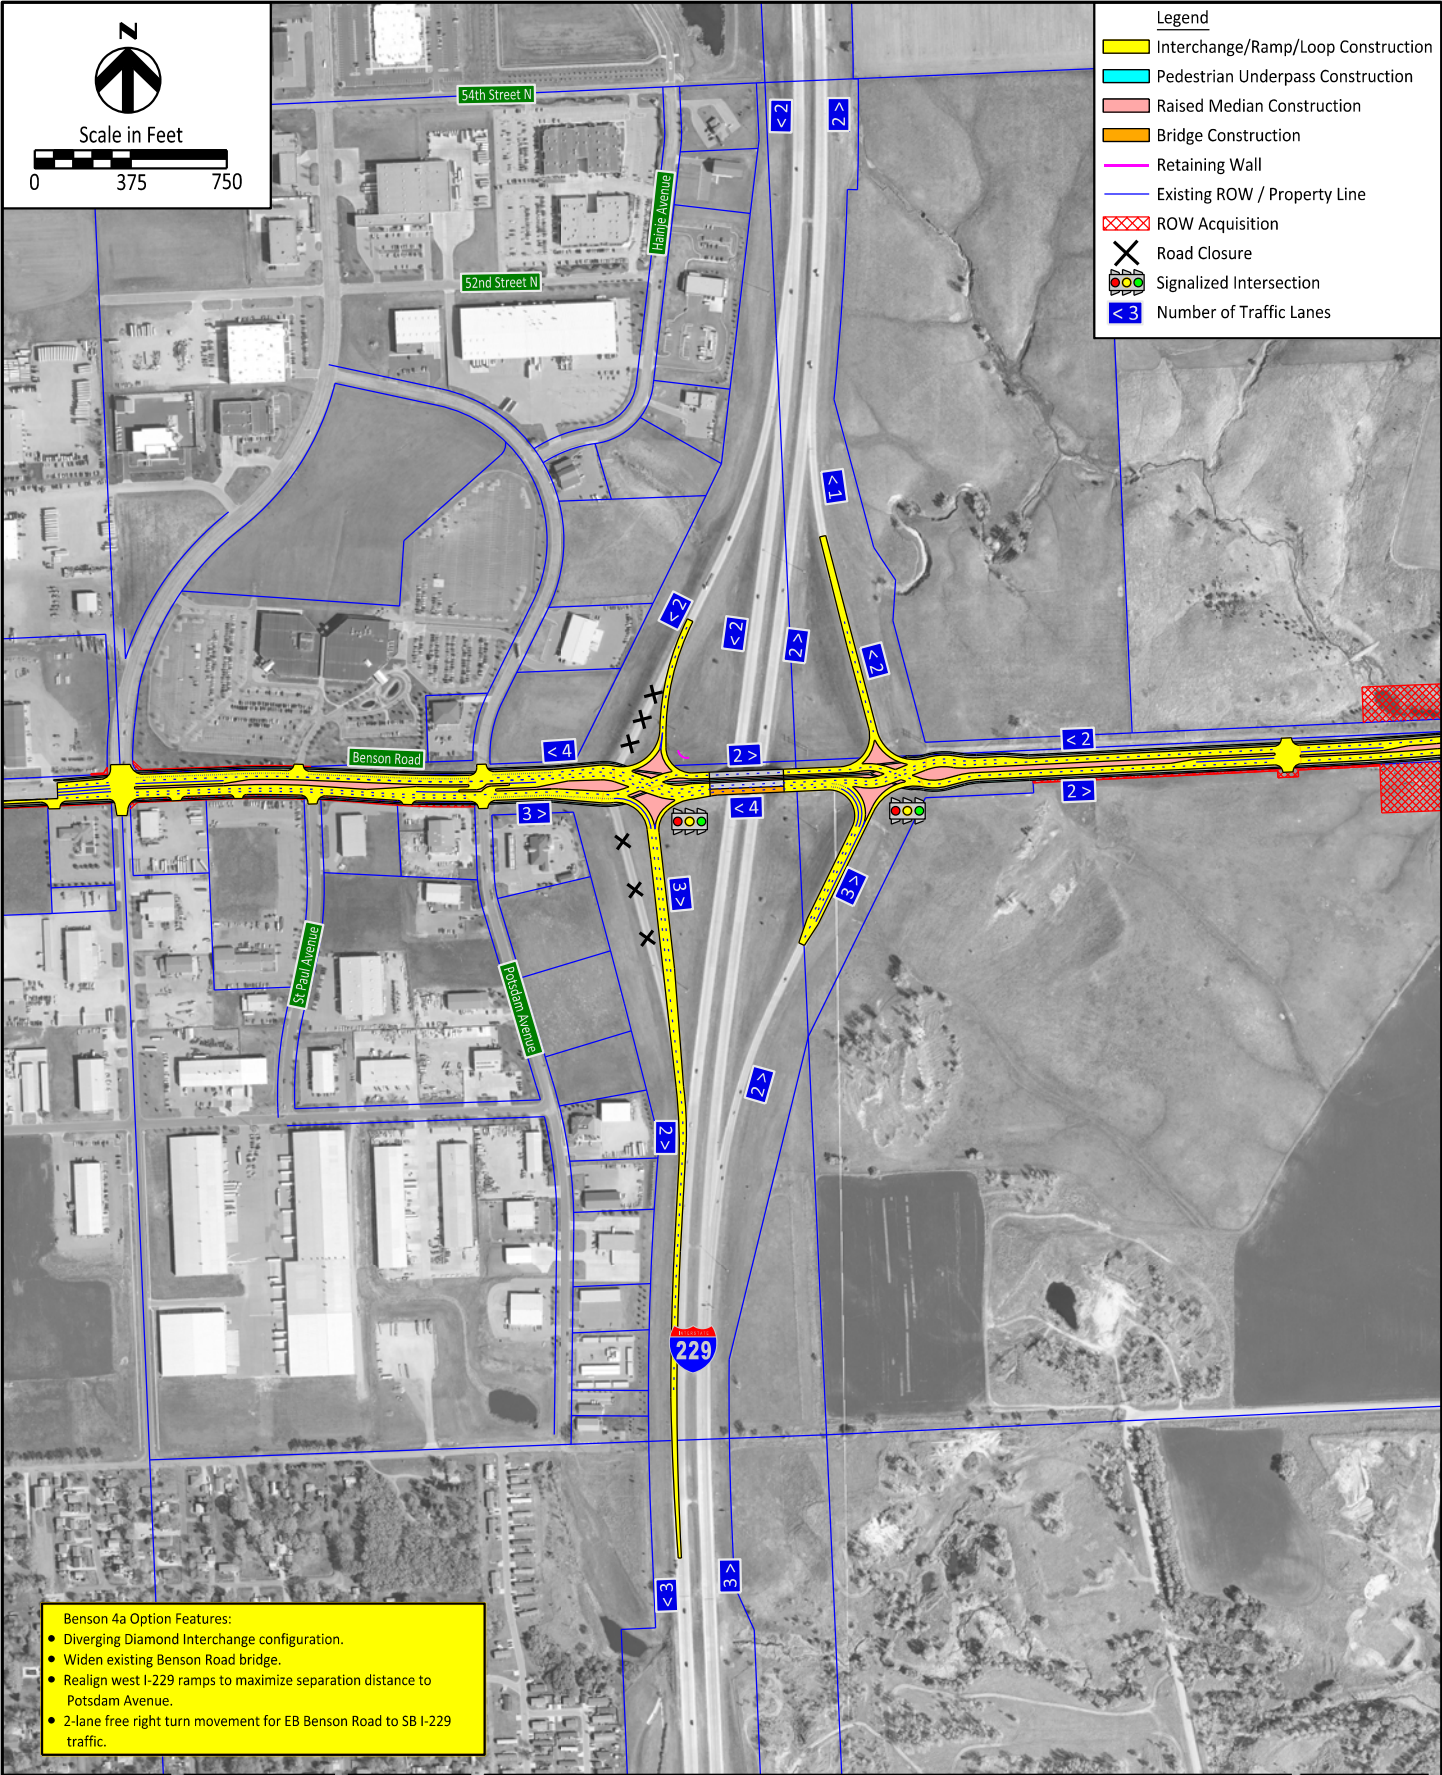 N
Scale in Feet
0 375 750
Legend
Interchange/Ramp/Loop Construction
Pedestrian Underpass Construction
Raised Median Construction
Bridge Construction
Retaining Wall
Existing ROW / Property Line
ROW Acquisition
Road Closure
Signalized Intersection
< 3 Number of Traffic Lanes
54th Street N
< 2
2 >
Hainje Avenue
52nd Street N
< 1
< 2
< 2
2 >
< 2
Benson Road
< 4
2 >
< 2
3 >
< 4
2 >
3 >
3 >
St Paul Avenue
Potsdam Avenue
2 >
2 >
INTERSTATE
229
< 3
3 >
Benson 4a Option Features:
• Diverging Diamond Interchange configuration.
• Widen existing Benson Road bridge.
• Realign west I-229 ramps to maximize separation distance to
Potsdam Avenue.
• 2-lane free right turn movement for EB Benson Road to SB I-229
traffic.